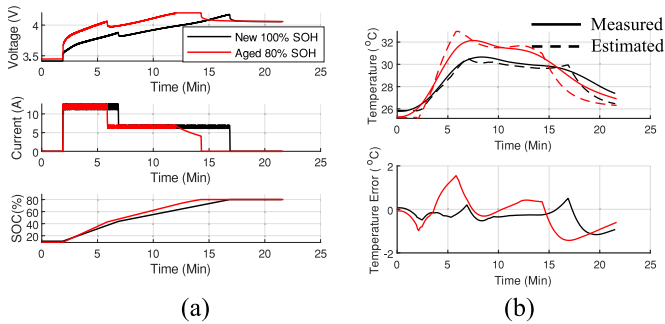 Voltage (V)
4
3.5
0 5 10 15 20 25
Time (Min)
New 100% SOH
Aged 80% SOH
Current (A)
10
5
0
0 5 10 15 20 25
Time (Min)
SOC(%)
80
60
40
20
0 5 10 15 20 25
Time (Min)
(a)
Temperature (°C)
32
30
28
26
0 5 10 15 20 25
Time (Min)
Measured
Estimated
Temperature Error (°C)
2
0
-2
0 5 10 15 20 25
Time (Min)
(b)